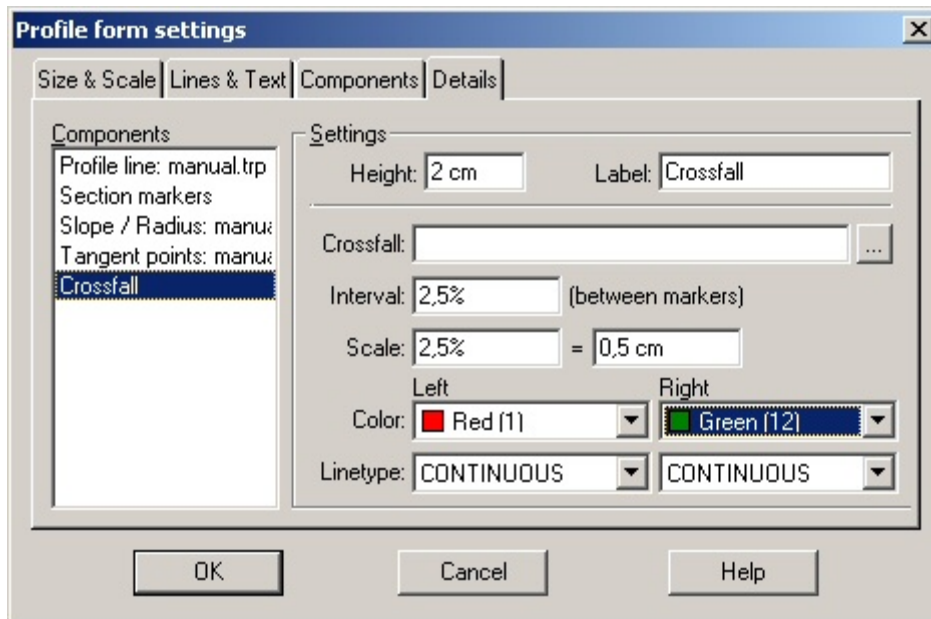 Profile form settings
Size & Scale Lines & Text Components Details
Components
Profile line: manual.trp
Section markers
Slope / Radius: manua
Tangent points: manua
Crossfall
Settings
Height: 2 cm Label: Crossfall
Crossfall: ...
Interval: 2,5% (between markers)
Scale: 2,5% = 0,5 cm
Left Right
Color: Red (1) Green (12)
Linetype: CONTINUOUS CONTINUOUS
OK Cancel Help